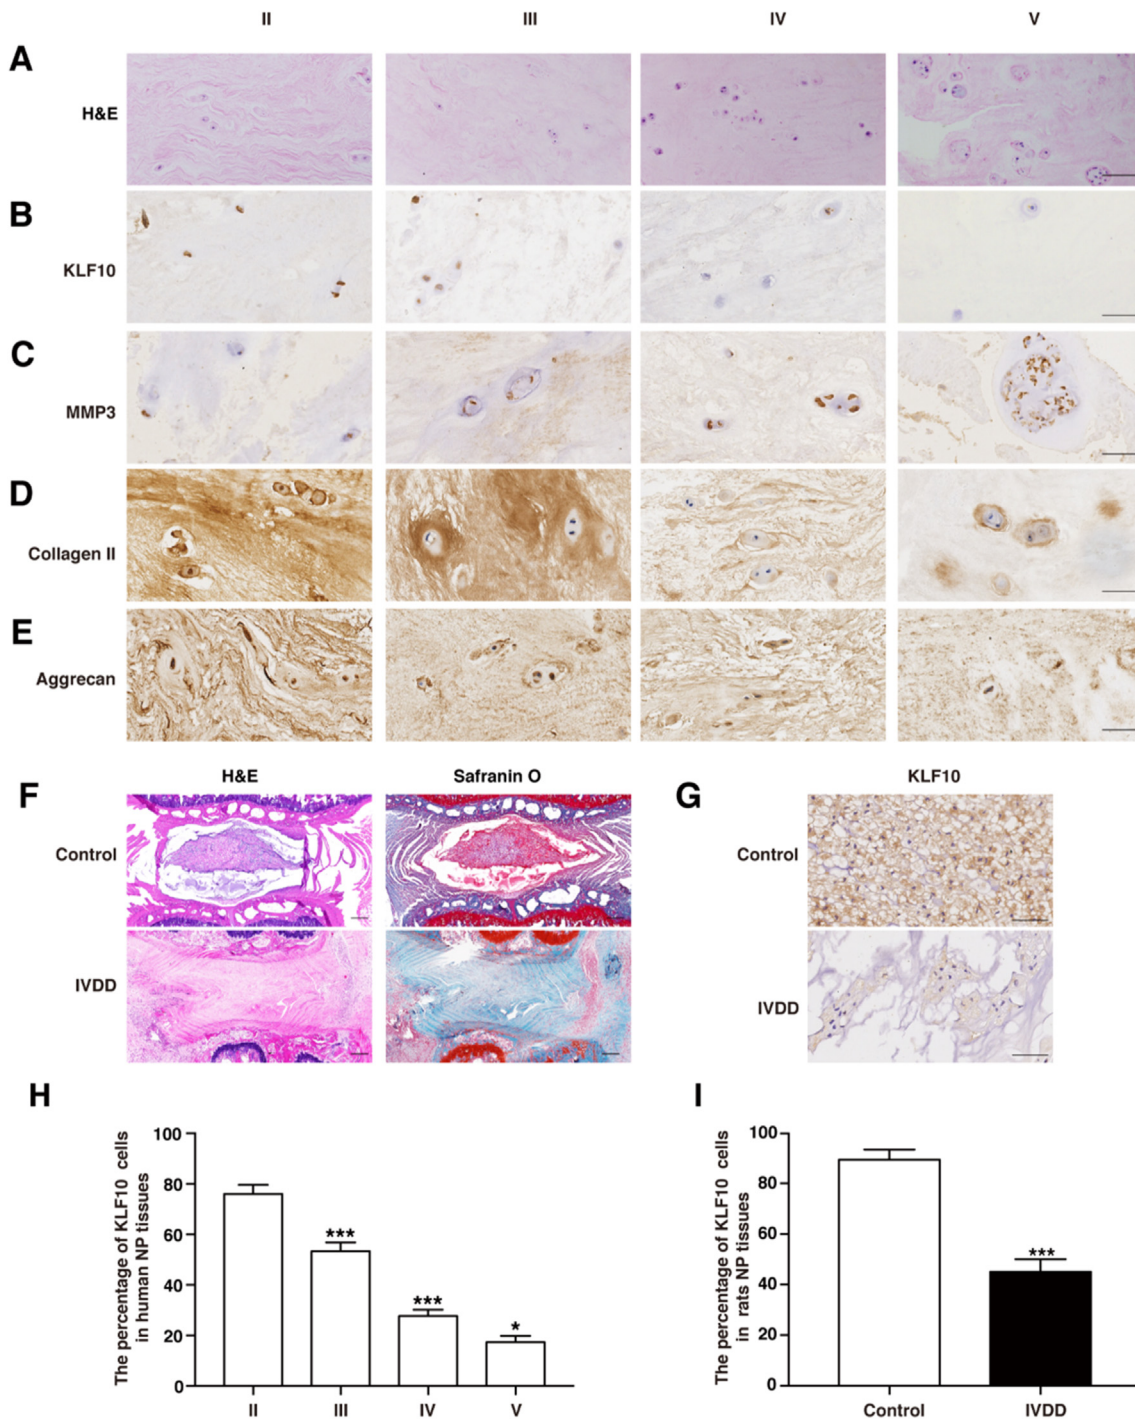 II III IV V
A
H&E
B
KLF10
C
MMP3
D
Collagen II
E
Aggrecan
F
H&E Safranin O
Control
IVDD
G
KLF10
Control
IVDD
H
The percentage of KLF10 cells
in human NP tissues
100
80
60
40
20
0
***
***
*
II III IV V
I
The percentage of KLF10 cells
in rats NP tissues
100
80
60
40
20
0
***
Control IVDD